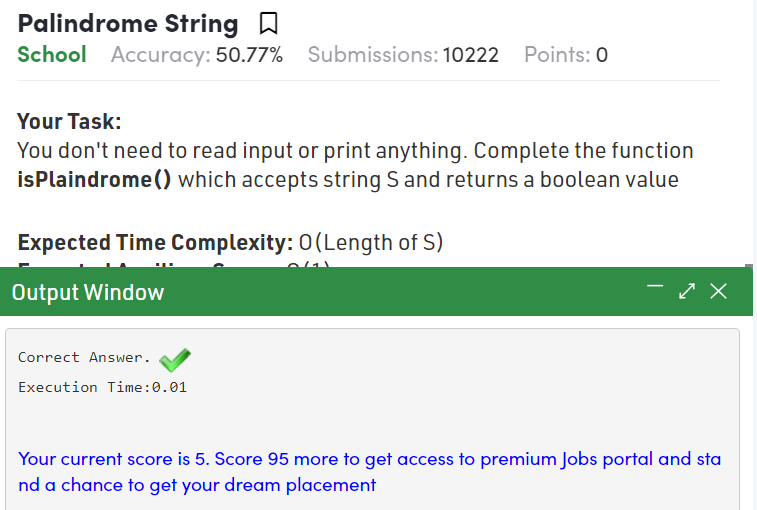 Palindrome String
School Accuracy: 50.77% Submissions: 10222 Points: 0
Your Task:
You don't need to read input or print anything. Complete the function
isPlaindrome() which accepts string S and returns a boolean value
Expected Time Complexity: O(Length of S)
Output Window
Correct Answer.
Execution Time:0.01
Your current score is 5. Score 95 more to get access to premium Jobs portal and sta
nd a chance to get your dream placement